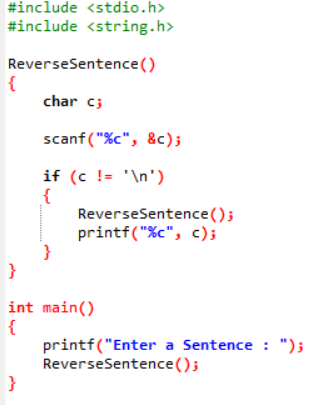 #include <stdio.h>
#include <string.h>
ReverseSentence()
{
char c;
scanf("%c", &c);
if (c != '\n')
{
ReverseSentence();
printf("%c", c);
}
}
int main()
{
printf("Enter a Sentence : ");
ReverseSentence();
}